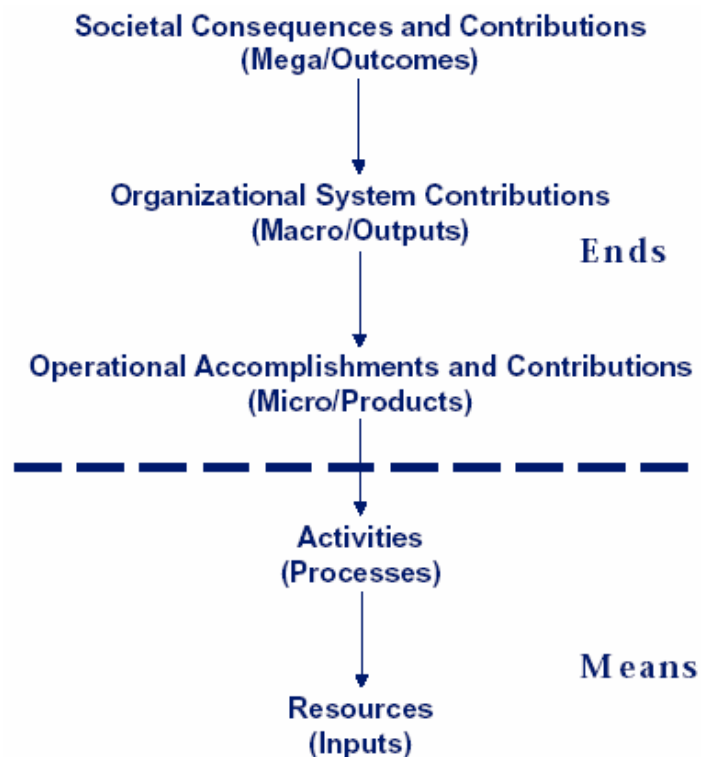 Societal Consequences and Contributions
(Mega/Outcomes)
Organizational System Contributions
(Macro/Outputs)
Ends
Operational Accomplishments and Contributions
(Micro/Products)
Activities
(Processes)
Means
Resources
(Inputs)